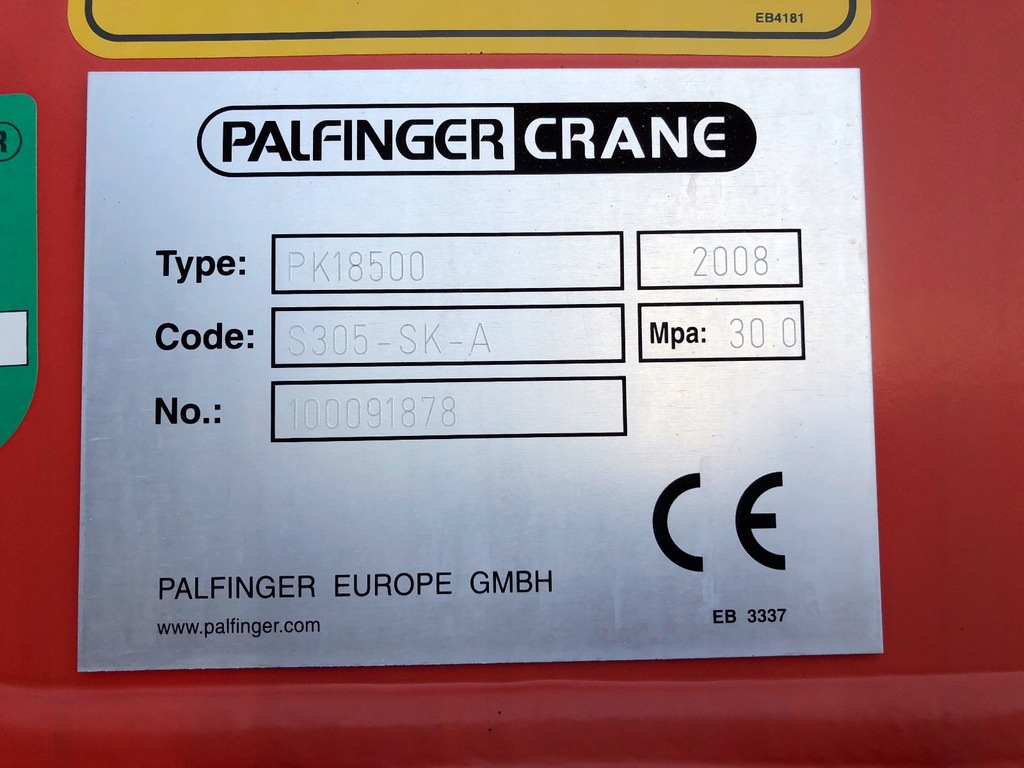 EB4181
R
PALFINGER CRANE
Type: PK18500 2008
Code: S305-SK-A Mpa: 30.0
No.: 100091878
CE
PALFINGER EUROPE GMBH
www.palfinger.com
EB 3337